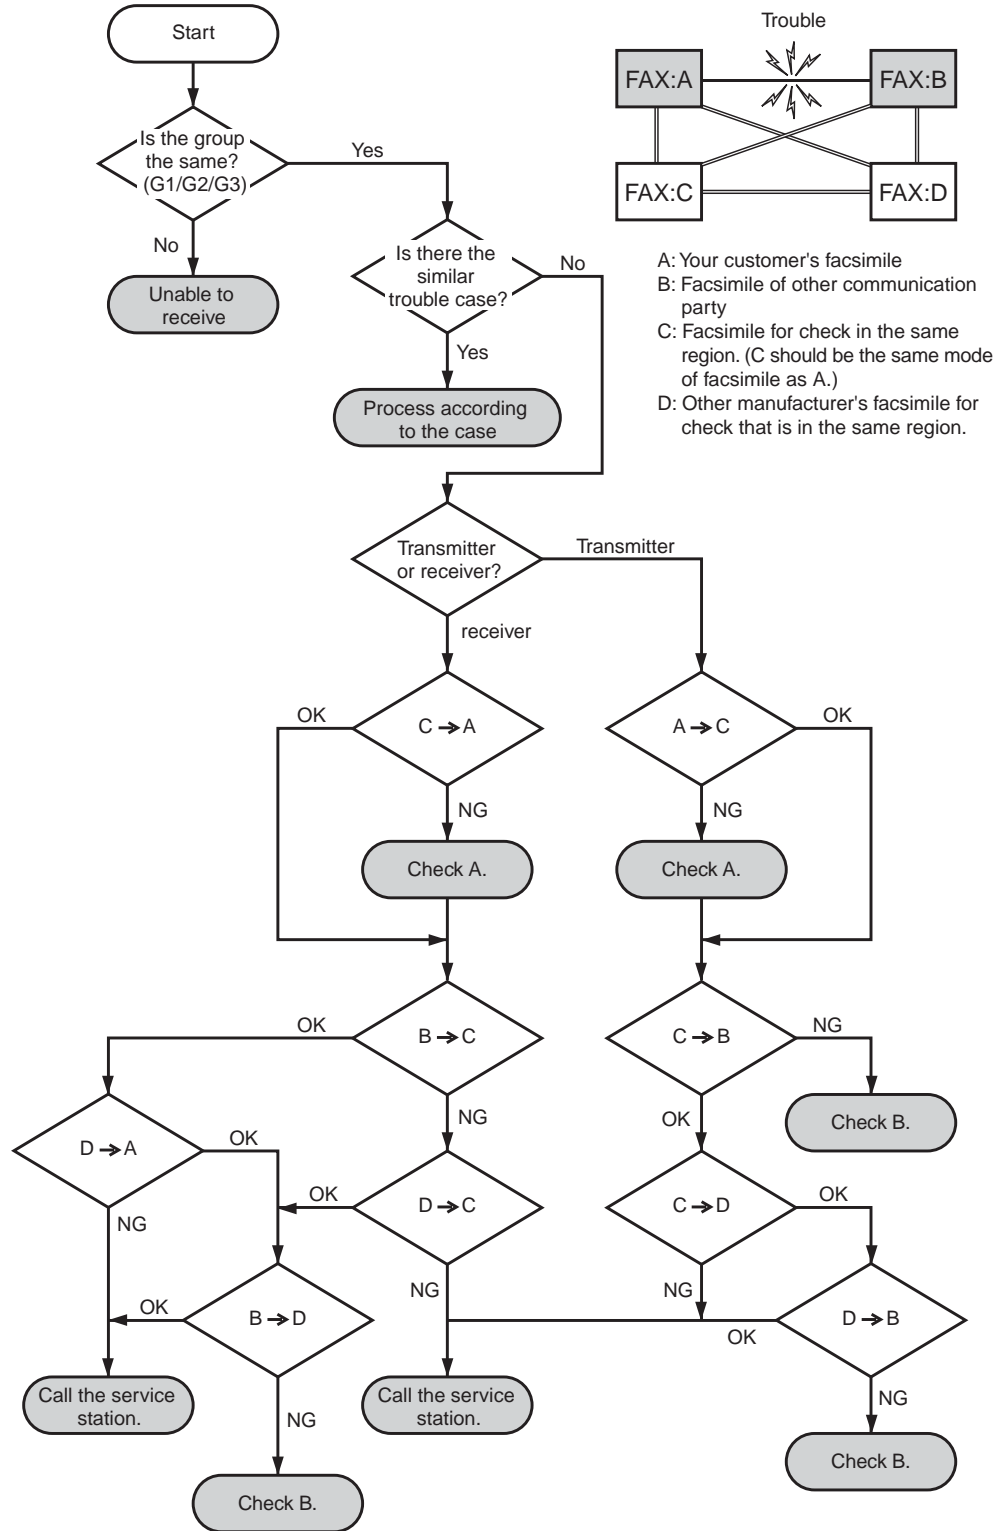 Start
Trouble
FAX:A
FAX:B
FAX:C
FAX:D
Is the group
the same?
(G1/G2/G3)
Yes
No
Unable to
receive
Is there the
similar
trouble case?
No
Yes
Process according
to the case
A: Your customer's facsimile
B: Facsimile of other communication
party
C: Facsimile for check in the same
region. (C should be the same mode
of facsimile as A.)
D: Other manufacturer's facsimile for
check that is in the same region.
Transmitter
or receiver?
Transmitter
receiver
C → A
OK
NG
Check A.
A → C
OK
NG
Check A.
B → C
OK
NG
C → B
NG
Check B.
OK
D → A
OK
NG
D → C
OK
NG
C → D
OK
NG
B → D
OK
NG
D → B
OK
NG
Call the service
station.
Call the service
station.
Check B.
Check B.